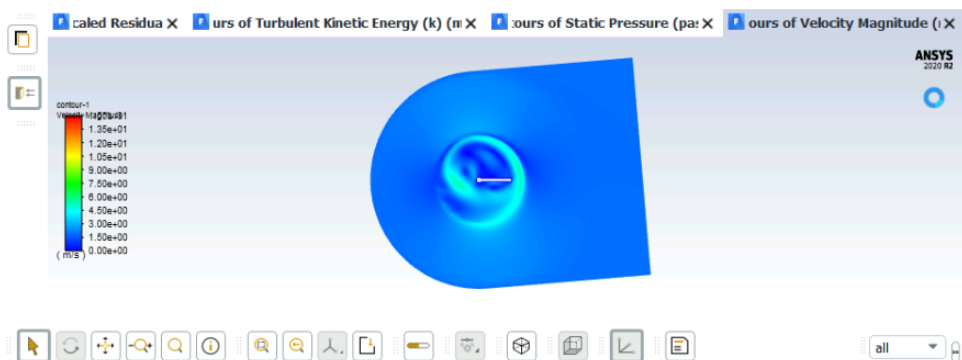 caled Residua
urs of Turbulent Kinetic Energy (k) (m
:ours of Static Pressure (pas
ours of Velocity Magnitude (ı
ANSYS
2020 R2
contour-1
1.35e+01
1.20e+01
1.05e+01
9.00e+00
7.50e+00
6.00e+00
4.50e+00
3.00e+00
1.50e+00
0.00e+00
( m/s )
all